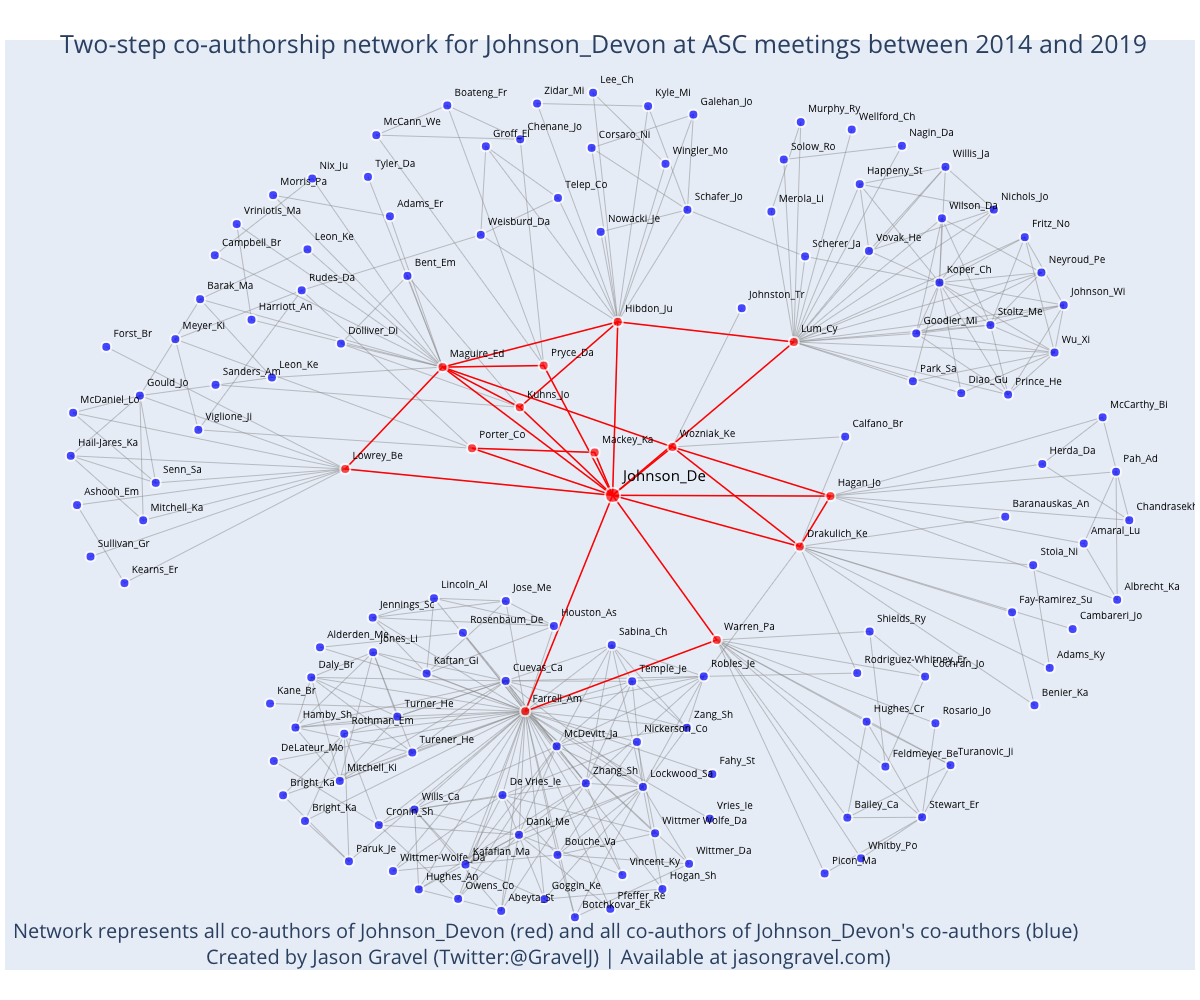 Two-step co-authorship network for Johnson_Devon at ASC meetings between 2014 and 2019
Lee_Ch
Boateng_Fr
Zidar_Mi
Kyle_Mi
Galehan_Jo
Murphy_Ry
Wellford_Ch
McCann_We
Groff_El
Chenane_Jo
Corsaro_Ni
Nagin_Da
Solow_Ro
Wingler_Mo
Willis_Ja
Nix_Ju
Tyler_Da
Happeny_St
Morris_Pa
Telep_Co
Schafer_Jo
Merola_Li
Nichols_Jo
Vriniotis_Ma
Adams_Er
Wilson_Da
Weisburd_Da
Nowacki_Je
Fritz_No
Campbell_Br
Leon_Ke
Scherer_Ja
Vovak_He
Bent_Em
Neyroud_Pe
Koper_Ch
Rudes_Da
Barak_Ma
Johnston_Tr
Johnson_Wi
Harriott_An
Hibdon_Ju
Stoltz_Me
Meyer_Ki
Goodier_Mi
Forst_Br
Dolliver_Di
Lum_Cy
Wu_Xi
Maguire_Ed
Pryce_Da
Leon_Ke
Sanders_Am
Park_Sa
Diao_Gu
Prince_He
Gould_Jo
Kuhns_Jo
McDaniel_Lo
McCarthy_Bi
Viglione_Ji
Calfano_Br
Porter_Co
Mackey_Ka
Wozniak_Ke
Hail-Jares_Ka
Lowrey_Be
Herda_Da
Pah_Ad
Senn_Sa
Johnson_De
Hagan_Jo
Ashooh_Em
Baranauskas_An
Chandrasekh
Mitchell_Ka
Drakulich_Ke
Amaral_Lu
Sullivan_Gr
Stoia_Ni
Kearns_Er
Lincoln_Al
Jose_Me
Albrecht_Ka
Jennings_Sc
Houston_As
Fay-Ramirez_Su
Rosenbaum_De
Shields_Ry
Cambareri_Jo
Warren_Pa
Alderden_Me
Jones_Li
Sabina_Ch
Daly_Br
Kaftan_Gi
Cuevas_Ca
Temple_Je
Robles_Je
Rodriguez-Whitney_Er
Cochran_Jo
Adams_Ky
Kane_Br
Turner_He
Farrell_Am
Benier_Ka
Hamby_Sh
Rothman_Em
Nickerson_Co
Zang_Sh
Hughes_Cr
Rosario_Jo
DeLateur_Mo
Turener_He
McDevitt_Ja
Mitchell_Ki
Zhang_Sh
Lockwood_Sa
Fahy_St
Feldmeyer_Be
Turanovic_Ji
Bright_Ka
De Vries_Ie
Bright_Ka
Wills_Ca
Cronin_Sh
Dank_Me
Wittmer Wolfe_Da
Vries_Ie
Bailey_Ca
Stewart_Er
Paruk_Je
Wittmer-Wolfe_Da
Kafafian_Ma
Bouche_Va
Vincent_Ky
Wittmer_Da
Whitby_Po
Picon_Ma
Hughes_An
Owens_Co
Abeyta_St
Goggin_Ke
Botchkovar_Ek
Pfeffer_Re
Hogan_Sh
Network represents all co-authors of Johnson_Devon (red) and all co-authors of Johnson_Devon's co-authors (blue)
Created by Jason Gravel (Twitter:@GravelJ) | Available at jasongravel.com)